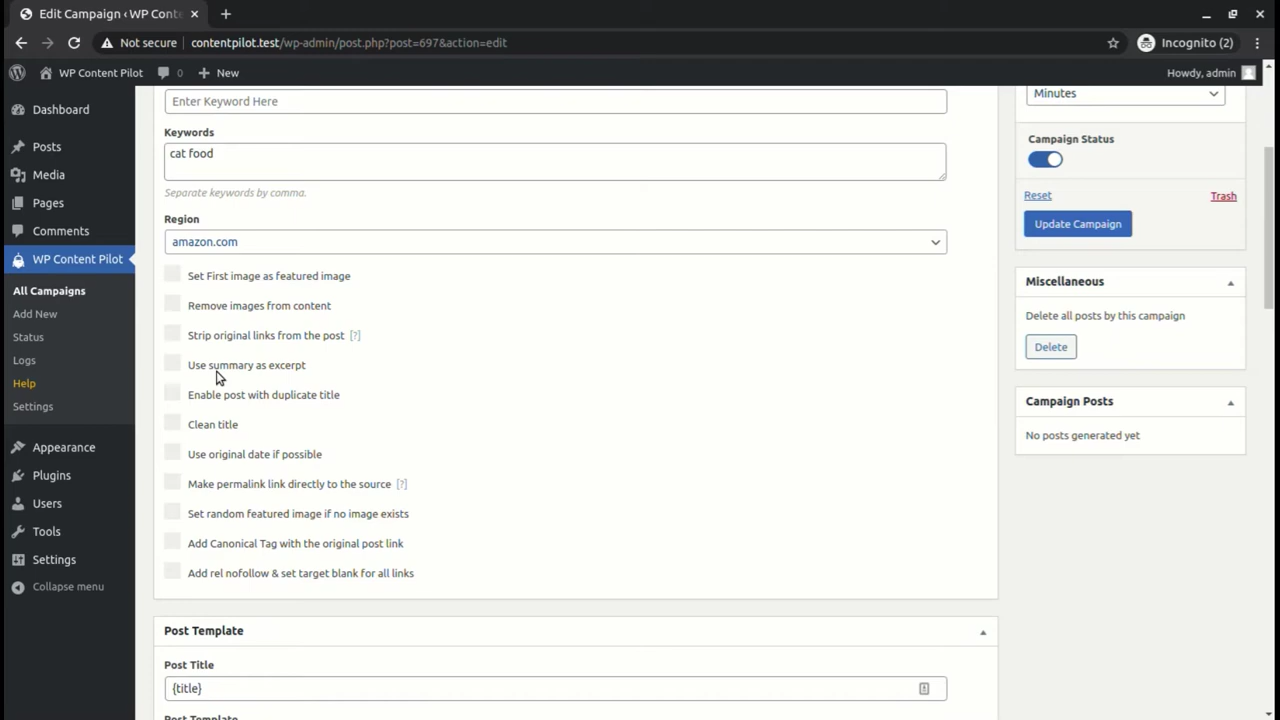 Edit Campaign ‹ WP Conte
Not secure
contentpilot.test/wp-admin/post.php?post=697&action=edit
Incognito (2)
WP Content Pilot
0
New
Howdy, admin
Dashboard
Posts
Media
Pages
Comments
WP Content Pilot
All Campaigns
Add New
Status
Logs
Help
Settings
Appearance
Plugins
Users
Tools
Settings
Collapse menu
Enter Keyword Here
Keywords
cat food
Separate keywords by comma.
Region
amazon.com
Set First image as featured image
Remove images from content
Strip original links from the post [?]
Use summary as excerpt
Enable post with duplicate title
Clean title
Use original date if possible
Make permalink link directly to the source [?]
Set random featured image if no image exists
Add Canonical Tag with the original post link
Add rel nofollow & set target blank for all links
Post Template
Post Title
{title}
Post Template
Minutes
Campaign Status
Reset
Trash
Update Campaign
Miscellaneous
Delete all posts by this campaign
Delete
Campaign Posts
No posts generated yet